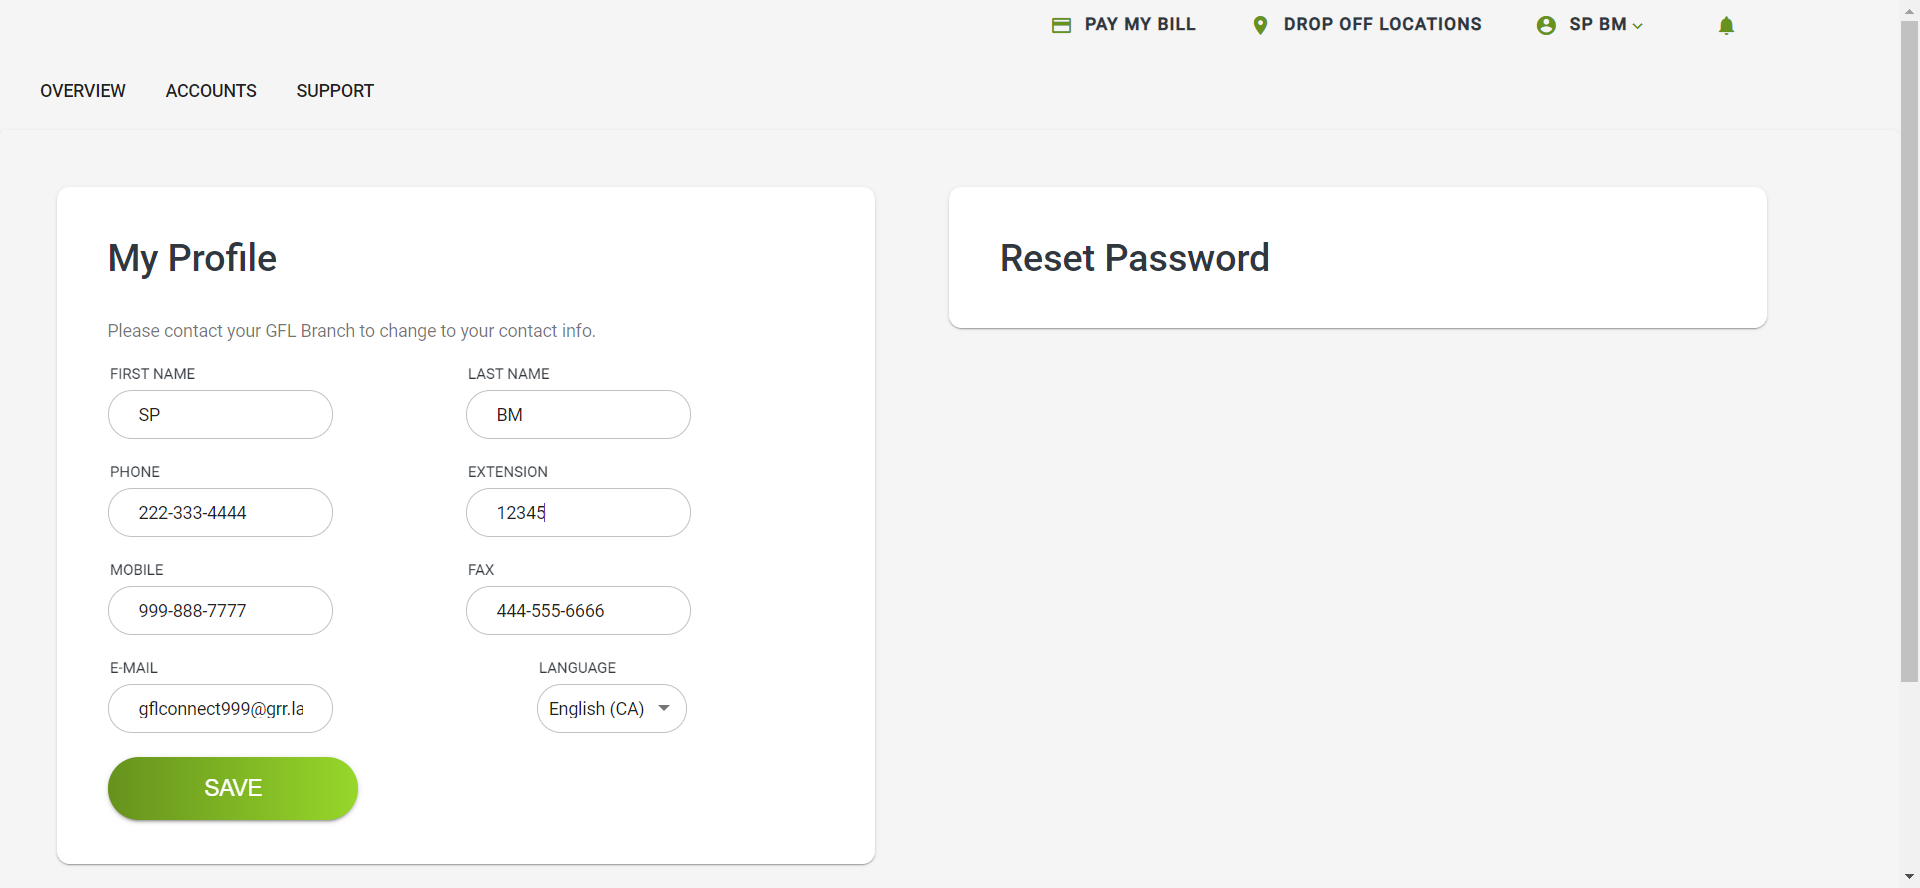 PAY MY BILL
DROP OFF LOCATIONS
SP BM
OVERVIEW
ACCOUNTS
SUPPORT
My Profile
Please contact your GFL Branch to change to your contact info.
FIRST NAME
LAST NAME
SP
BM
PHONE
EXTENSION
222-333-4444
12345
MOBILE
FAX
999-888-7777
444-555-6666
E-MAIL
LANGUAGE
gflconnect999@grr.la
English (CA)
SAVE
Reset Password